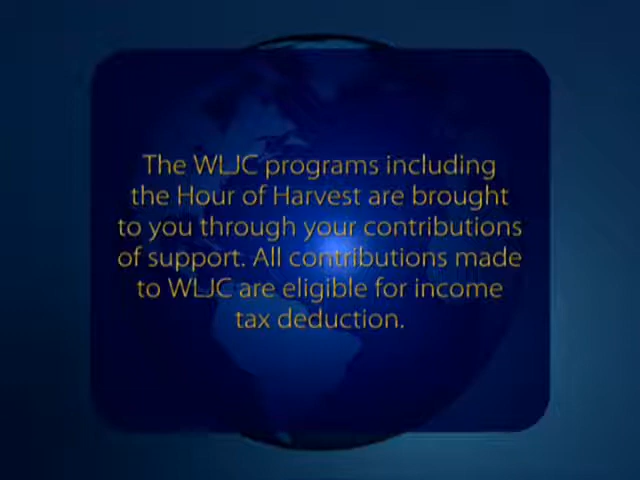 The WLJC programs including
the Hour of Harvest are brought
to you through your contributions
of support. All contributions made
to WLJC are eligible for income
tax deduction.